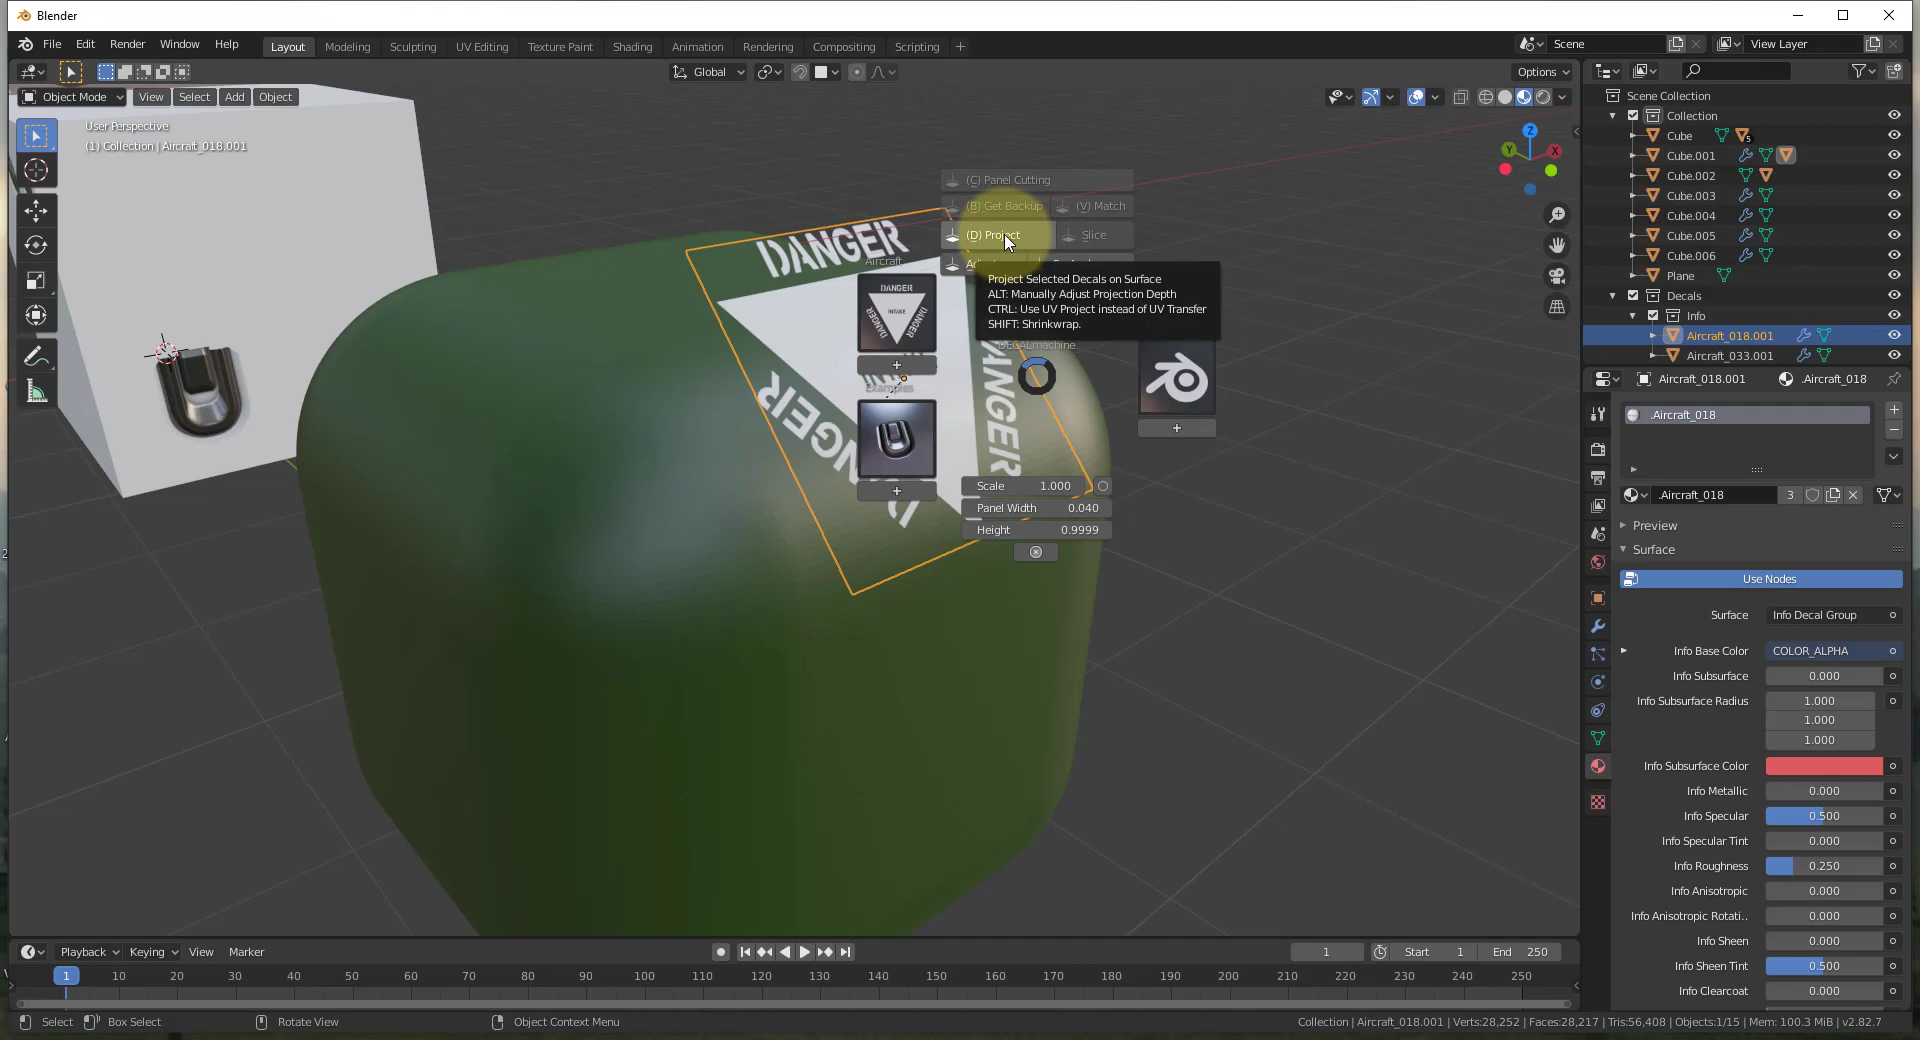 Blender
File Edit Render Window Help
Layout Modeling Sculpting UV Editing Texture Paint Shading Animation Rendering Compositing Scripting +
Scene
View Layer
Global
Options
Object Mode View Select Add Object
User Perspective
(1) Collection | Aircraft_018.001
(C) Panel Cutting
(B) Get Backup (V) Match
(D) Project Slice
Project Selected Decals on Surface
ALT: Manually Adjust Projection Depth
CTRL: Use UV Project instead of UV Transfer
SHIFT: Shrinkwrap.
DECALmachine
Aircraft
DANGER
DANGER
DANGER
DANGER
INTAKE
DANGER
DANGER
Examples
Scale 1.000
Panel Width 0.040
Height 0.9999
Z
Y
X
Scene Collection
Collection
Cube
5
Cube.001
Cube.002
Cube.003
Cube.004
Cube.005
Cube.006
Plane
Decals
Info
Aircraft_018.001
Aircraft_033.001
Aircraft_018.001 .Aircraft_018
.Aircraft_018
.Aircraft_018 3
Preview
Surface
Use Nodes
Surface Info Decal Group
Info Base Color COLOR_ALPHA
Info Subsurface 0.000
Info Subsurface Radius 1.000
1.000
1.000
Info Subsurface Color
Info Metallic 0.000
Info Specular 0.500
Info Specular Tint 0.000
Info Roughness 0.250
Info Anisotropic 0.000
Info Anisotropic Rotati.. 0.000
Info Sheen 0.000
Info Sheen Tint 0.500
Info Clearcoat 0.000
Playback Keying View Marker
1 Start 1 End 250
1 10 20 30 40 50 60 70 80 90 100 110 120 130 140 150 160 170 180 190 200 210 220 230 240 250
Select Box Select Rotate View Object Context Menu
Collection | Aircraft_018.001 | Verts:28,252 | Faces:28,217 | Tris:56,408 | Objects:1/15 | Mem: 100.3 MiB | v2.82.7